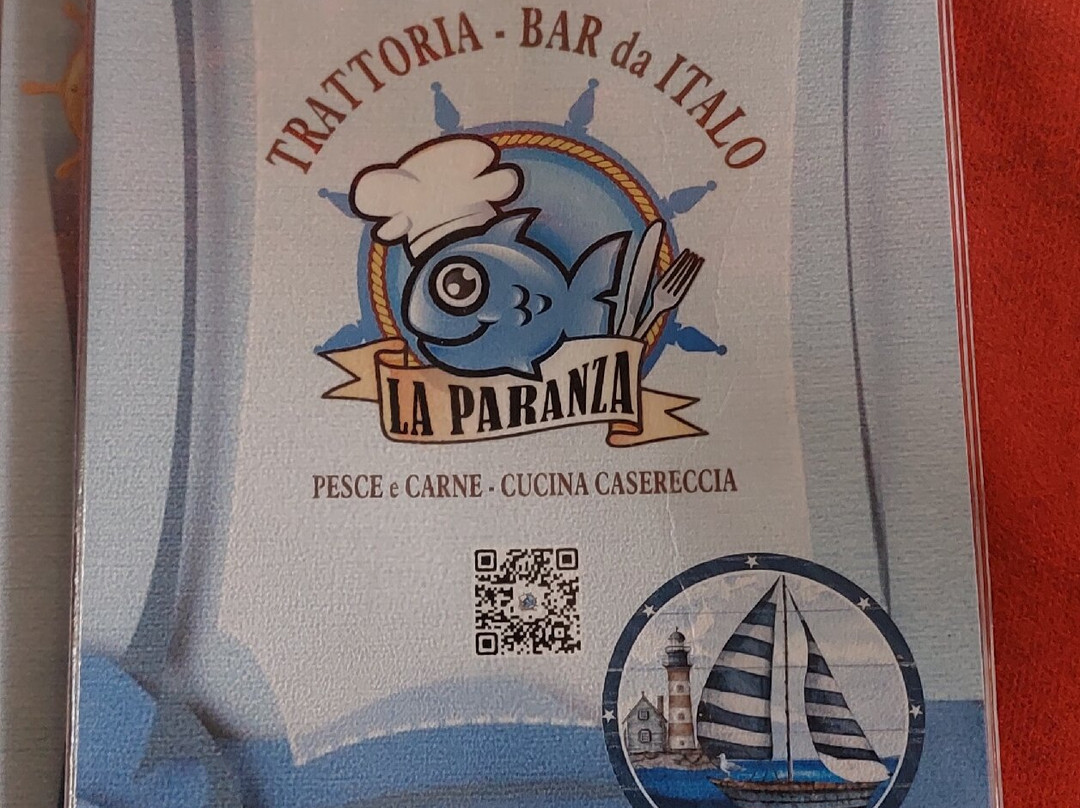 TRATTORIA - BAR da ITALO
LA PARANZA
PESCE e CARNE - CUCINA CASERECCIA